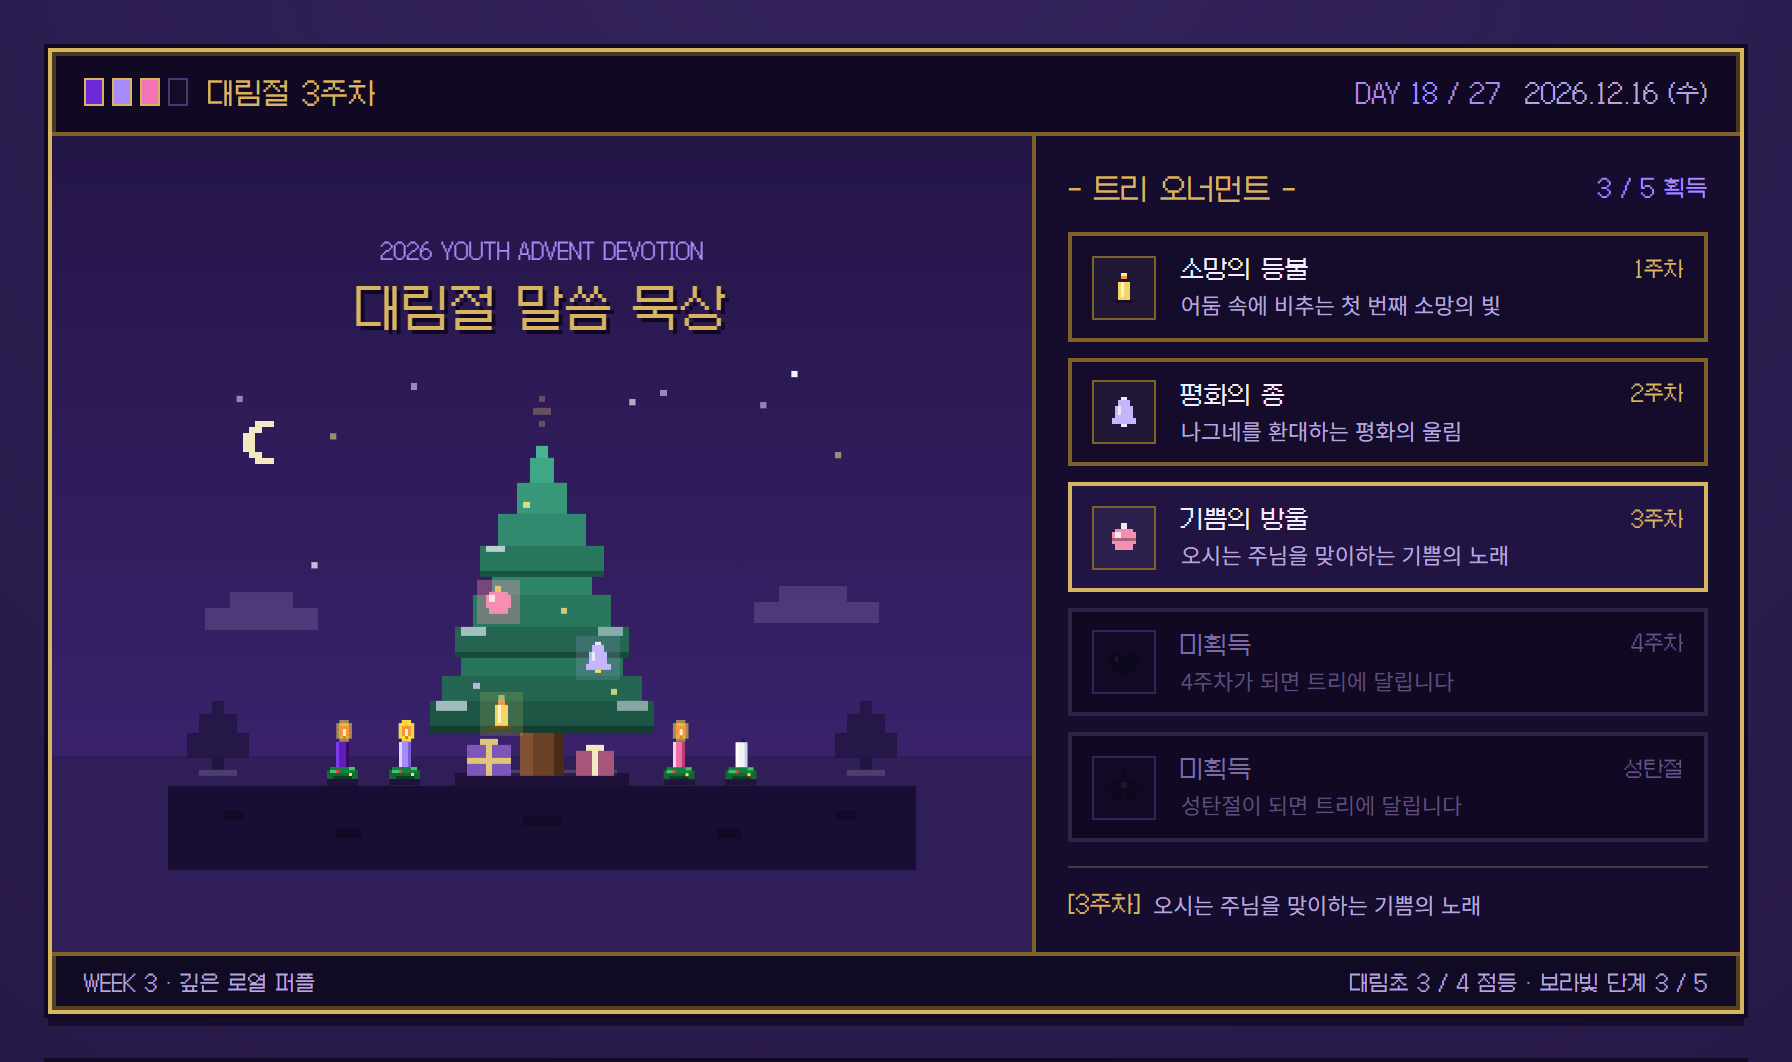 대림절 3주차
DAY 18 / 27 2026.12.16 (수)
2026 YOUTH ADVENT DEVOTION
대림절 말씀 묵상
- 트리 오너먼트 -
3 / 5 획득
소망의 등불
1주차
어둠 속에 비추는 첫 번째 소망의 빛
평화의 종
2주차
나그네를 환대하는 평화의 울림
기쁨의 방울
3주차
오시는 주님을 맞이하는 기쁨의 노래
미획득
4주차
4주차가 되면 트리에 달립니다
미획득
성탄절
성탄절이 되면 트리에 달립니다
[3주차] 오시는 주님을 맞이하는 기쁨의 노래
WEEK 3 · 깊은 로열 퍼플
대림초 3 / 4 점등 · 보라빛 단계 3 / 5